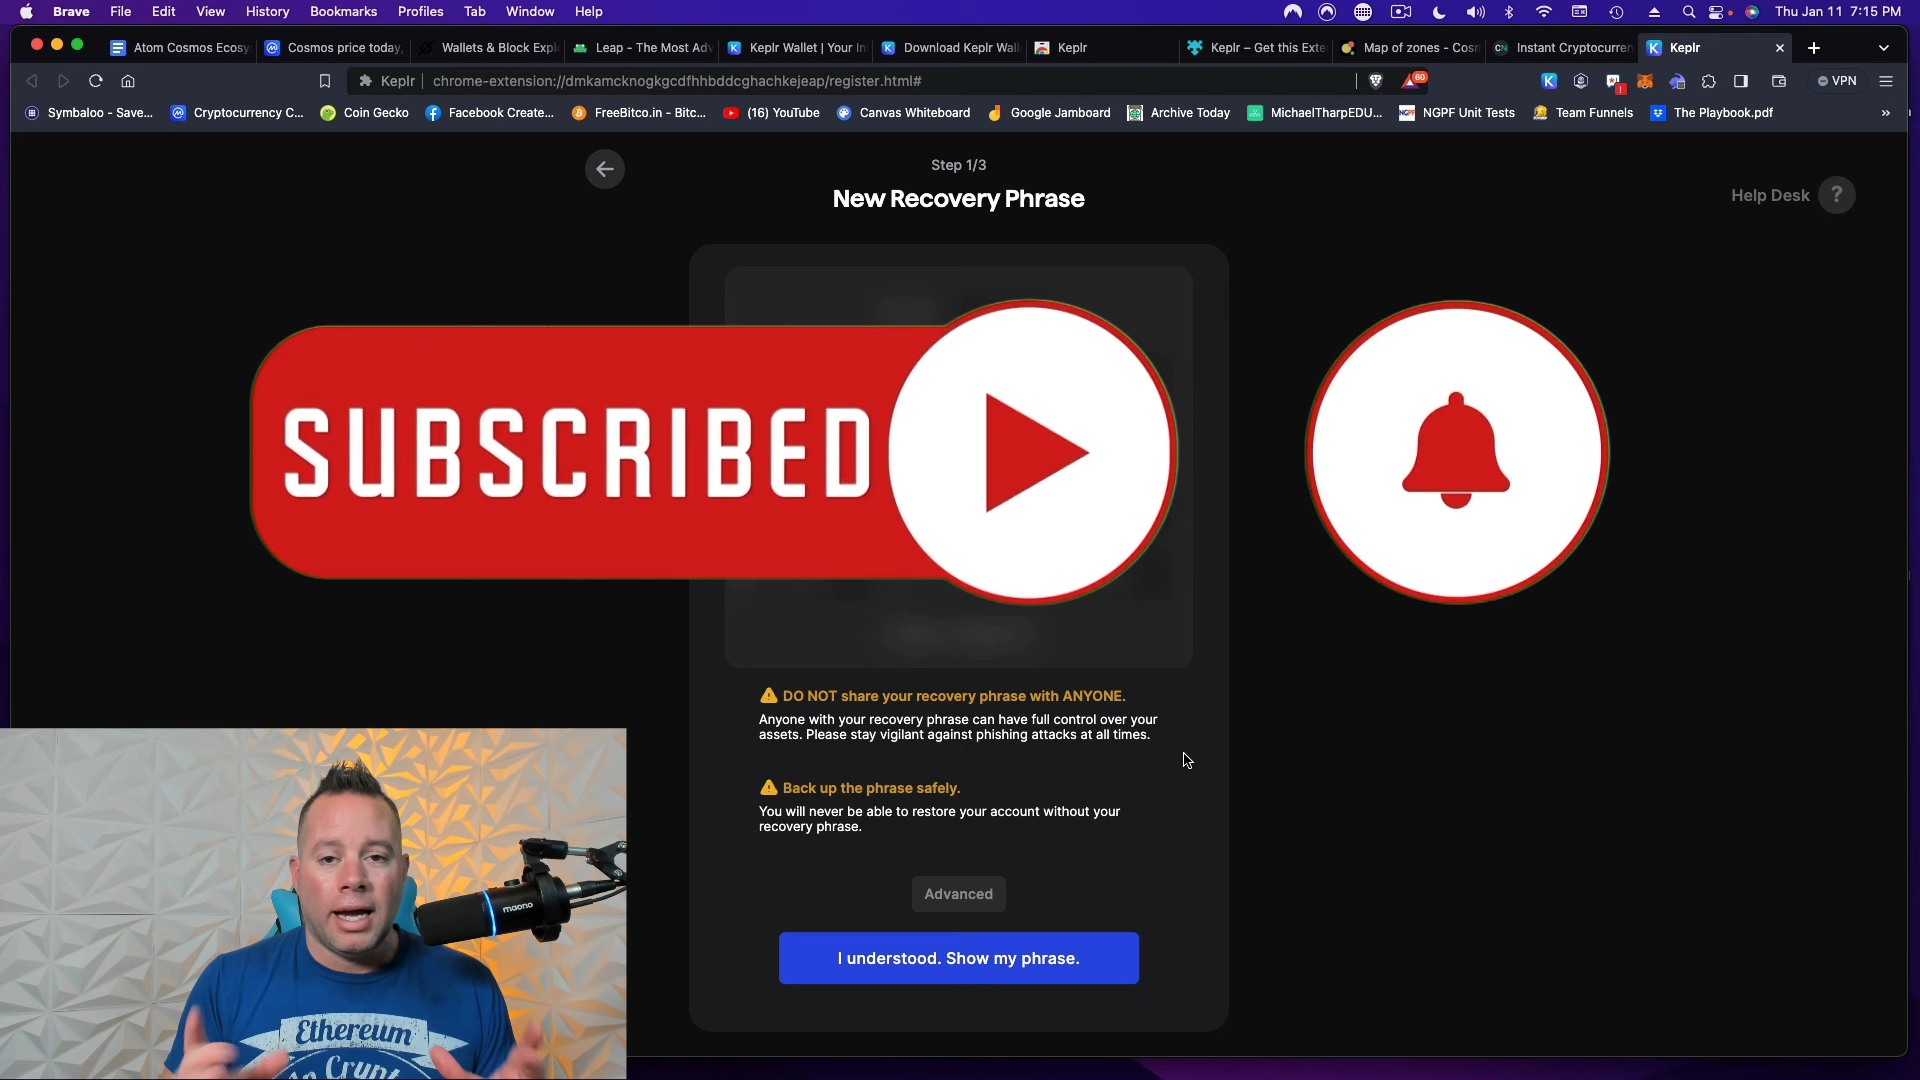 Brave File Edit View History Bookmarks Profiles Tab Window Help Thu Jan 11 7:15 PM
Atom Cosmos Ecosy Cosmos price today, Wallets & Block Expl Leap - The Most Adv Keplr Wallet | Your In Download Keplr Wall Keplr Keplr – Get this Exte Map of zones - Cosm Instant Cryptocurren Keplr
Keplr chrome-extension://dmkamcknogkgcdfhhbddcghachkejeap/register.html# 60 VPN
Symbaloo - Save... Cryptocurrency C... Coin Gecko Facebook Create... FreeBitco.in - Bitc... (16) YouTube Canvas Whiteboard Google Jamboard Archive Today MichaelTharpEDU... NGPF Unit Tests Team Funnels The Playbook.pdf »
Step 1/3
New Recovery Phrase
Help Desk ?
SUBSCRIBED
DO NOT share your recovery phrase with ANYONE.
Anyone with your recovery phrase can have full control over your
assets. Please stay vigilant against phishing attacks at all times.
Back up the phrase safely.
You will never be able to restore your account without your
recovery phrase.
Advanced
I understood. Show my phrase.
maono
Ethereum
Crypt